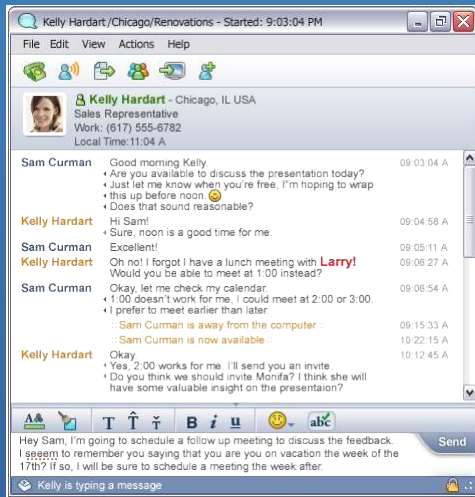 Kelly Hardart/Chicago/Renovations - Started: 9:03:04 PM
File Edit View Actions Help
Kelly Hardart - Chicago, IL USA
Sales Representative
Work: (617) 555-6782
Local Time:11:04 A
Sam Curman Good morning Kelly. 09:03:04 A
Are you available to discuss the presentation today?
Just let me know when you're free, I"m hoping to wrap
this up before noon.
Does that sound reasonable?
Kelly Hardart Hi Sam! 09:04:58 A
Sure, noon is a good time for me.
Sam Curman Excellent! 09:05:11 A
Kelly Hardart Oh no! I forgot I have a lunch meeting with Larry! 09:06:27 A
Would you be able to meet at 1:00 instead?
Sam Curman Okay, let me check my calendar. 09:06:54 A
1:00 doesn't work for me, I could meet at 2:00 or 3:00.
I prefer to meet earlier than later.
:: Sam Curman is away from the computer :: 09:15:33 A
:: Sam Curman is now available :: 10:22:15 A
Kelly Hardart Okay. 10:12:45 A
Yes, 2:00 works for me. I'll send you an invite.
Do you think we should invite Monifa? I think she will
have some valuable insight on the presentaion?
A& T T T B i u abc
Hey Sam, I'm going to schedule a follow up meeting to discuss the feedback.
I seeem to remember you saying that you are you on vacation the week of the
17th? If so, I will be sure to schedule a meeting the week after.
Send
Kelly is typing a message